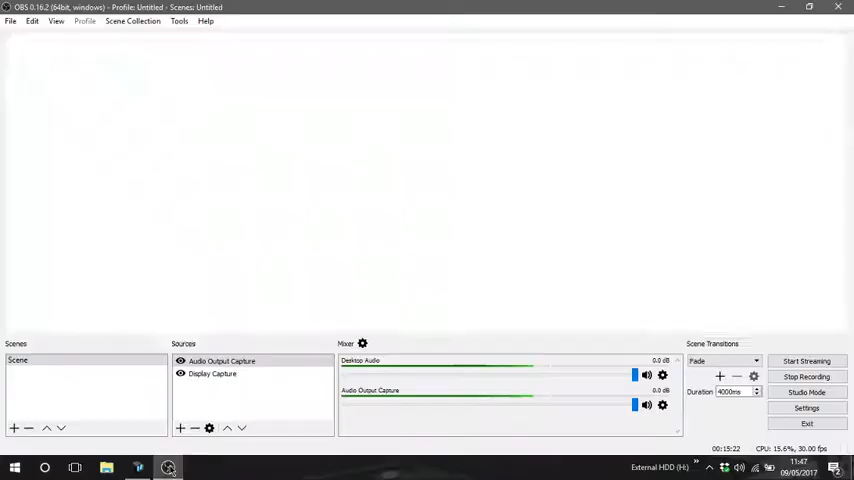 OBS 0.16.2 (64bit, windows) - Profile: Untitled - Scenes: Untitled
File Edit View Profile Scene Collection Tools Help
Scenes Sources Mixer Scene Transitions
Scene Audio Output Capture Desktop Audio 0.0 dB Fade Start Streaming
Display Capture Stop Recording
Audio Output Capture 0.0 dB Duration 4000ms Studio Mode
Settings
Exit
00:15:22 CPU: 15.6%, 30.00 fps
External HDD (H:) 11:47
09/05/2017 2